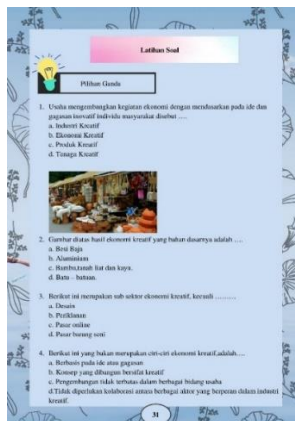 Latihan Soal
Pilihan Ganda
1. Usaha mengembangkan kegiatan ekonomi dengan mendasarkan pada ide dan
gagasan inovatif individu masyarakat disebut ....
a. Industri Kreatif
b. Ekonomi Kreatif
c. Produk Kreatif
d. Tenaga Kreatif
2. Gambar diatas hasil ekonomi kreatif yang bahan dasarnya adalah ....
a. Besi Baja
b. Aluminium
c. Bambu,tanah liat dan kayu.
d. Batu - batuan.
3. Berikut ini merupakan sub sektor ekonomi kreatif, kecuali .........
a. Desain
b. Periklanan
c. Pasar online
d. Pasar barang seni
4. Berikut ini yang bukan merupakan ciri-ciri ekonomi kreatif,adalah....
a. Berbasis pada ide atau gagasan
b. Konsep yang dibangun bersifat kreatif
c. Pengembangan tidak terbatas dalam berbagai bidang usaha
d.Tidak diperlukan kolaborasi antara berbagai aktor yang berperan dalam industri
kreatif.
31